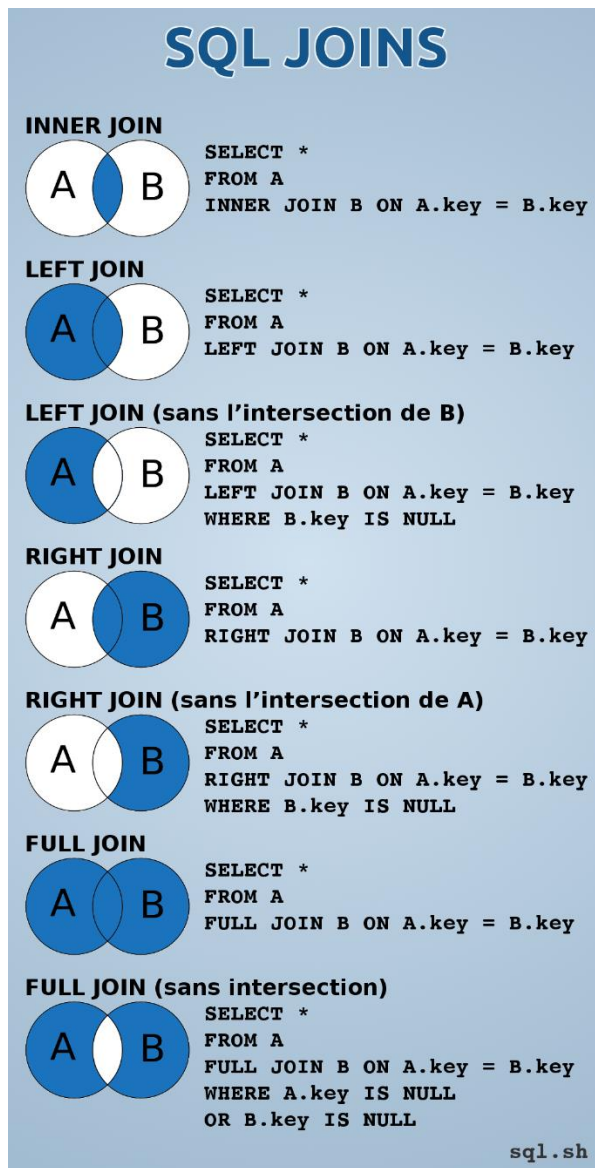 SQL JOINS
INNER JOIN
A B
SELECT *
FROM A
INNER JOIN B ON A.key = B.key
LEFT JOIN
A B
SELECT *
FROM A
LEFT JOIN B ON A.key = B.key
LEFT JOIN (sans l'intersection de B)
A B
SELECT *
FROM A
LEFT JOIN B ON A.key = B.key
WHERE B.key IS NULL
RIGHT JOIN
A B
SELECT *
FROM A
RIGHT JOIN B ON A.key = B.key
RIGHT JOIN (sans l'intersection de A)
A B
SELECT *
FROM A
RIGHT JOIN B ON A.key = B.key
WHERE B.key IS NULL
FULL JOIN
A B
SELECT *
FROM A
FULL JOIN B ON A.key = B.key
FULL JOIN (sans intersection)
A B
SELECT *
FROM A
FULL JOIN B ON A.key = B.key
WHERE A.key IS NULL
OR B.key IS NULL
sql.sh